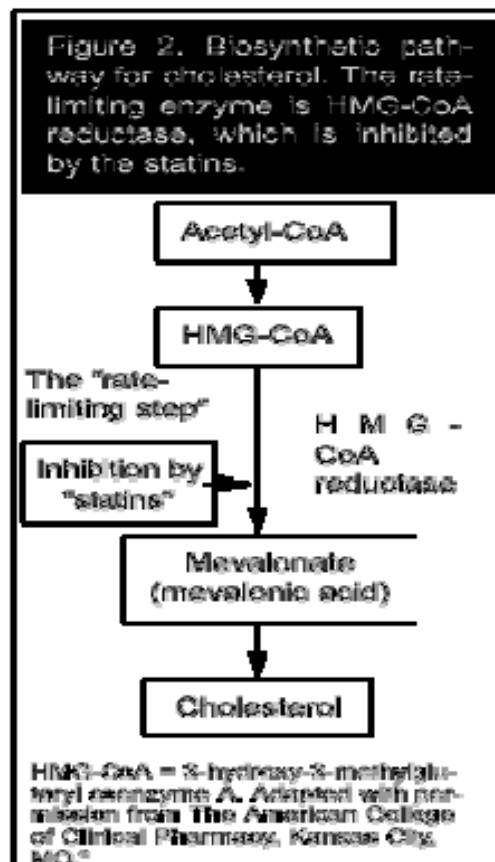 Figure 2. Biosynthetic path-
way for cholesterol. The rate-
limiting enzyme is HMG-CoA
reductase, which is inhibited
by the statins.
Acetyl-CoA
HMG-CoA
The "rate-
limiting step"
H M G -
CoA
reductase
Inhibition by
"statins"
Mevalonate
(mevalonic acid)
Cholesterol
HMG-CoA = 3-hydroxy-3-methylglu-
taryl coenzyme A. Adapted with per-
mission from The American College
of Clinical Pharmacy, Kansas City,
MO.